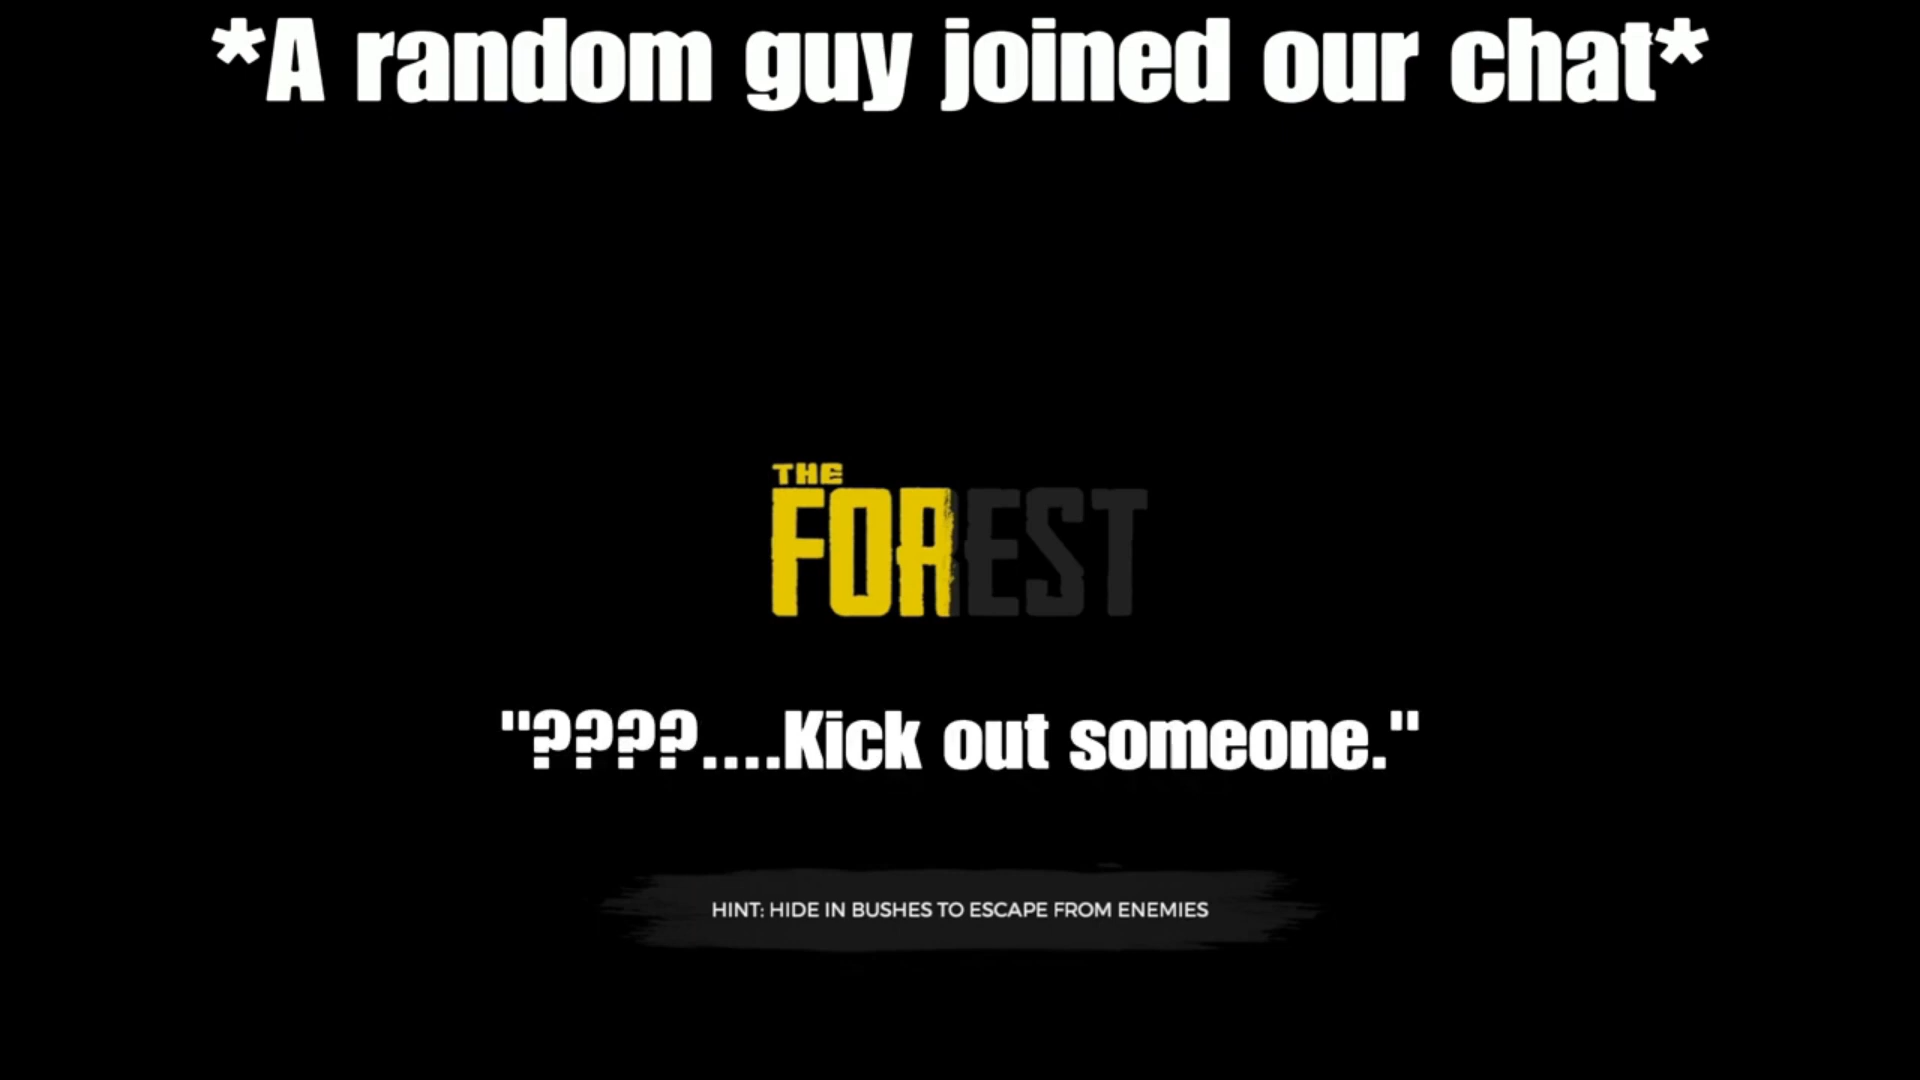 *A random guy joined our chat*
THE
FOREST
"????....Kick out someone."
HINT: HIDE IN BUSHES TO ESCAPE FROM ENEMIES